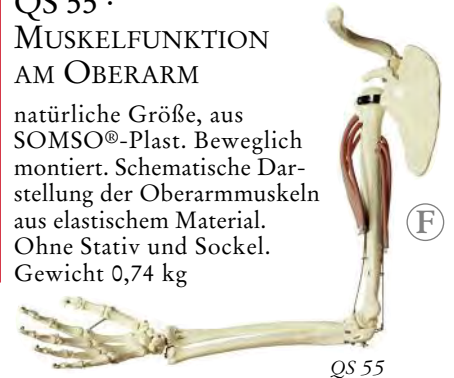 QS 55 ·
MUSKELFUNKTION
AM OBERARM
natürliche Größe, aus
SOMSO®-Plast. Beweglich
montiert. Schematische Dar-
stellung der Oberarmmuskeln
aus elastischem Material.
Ohne Stativ und Sockel.
Gewicht 0,74 kg
F
QS 55